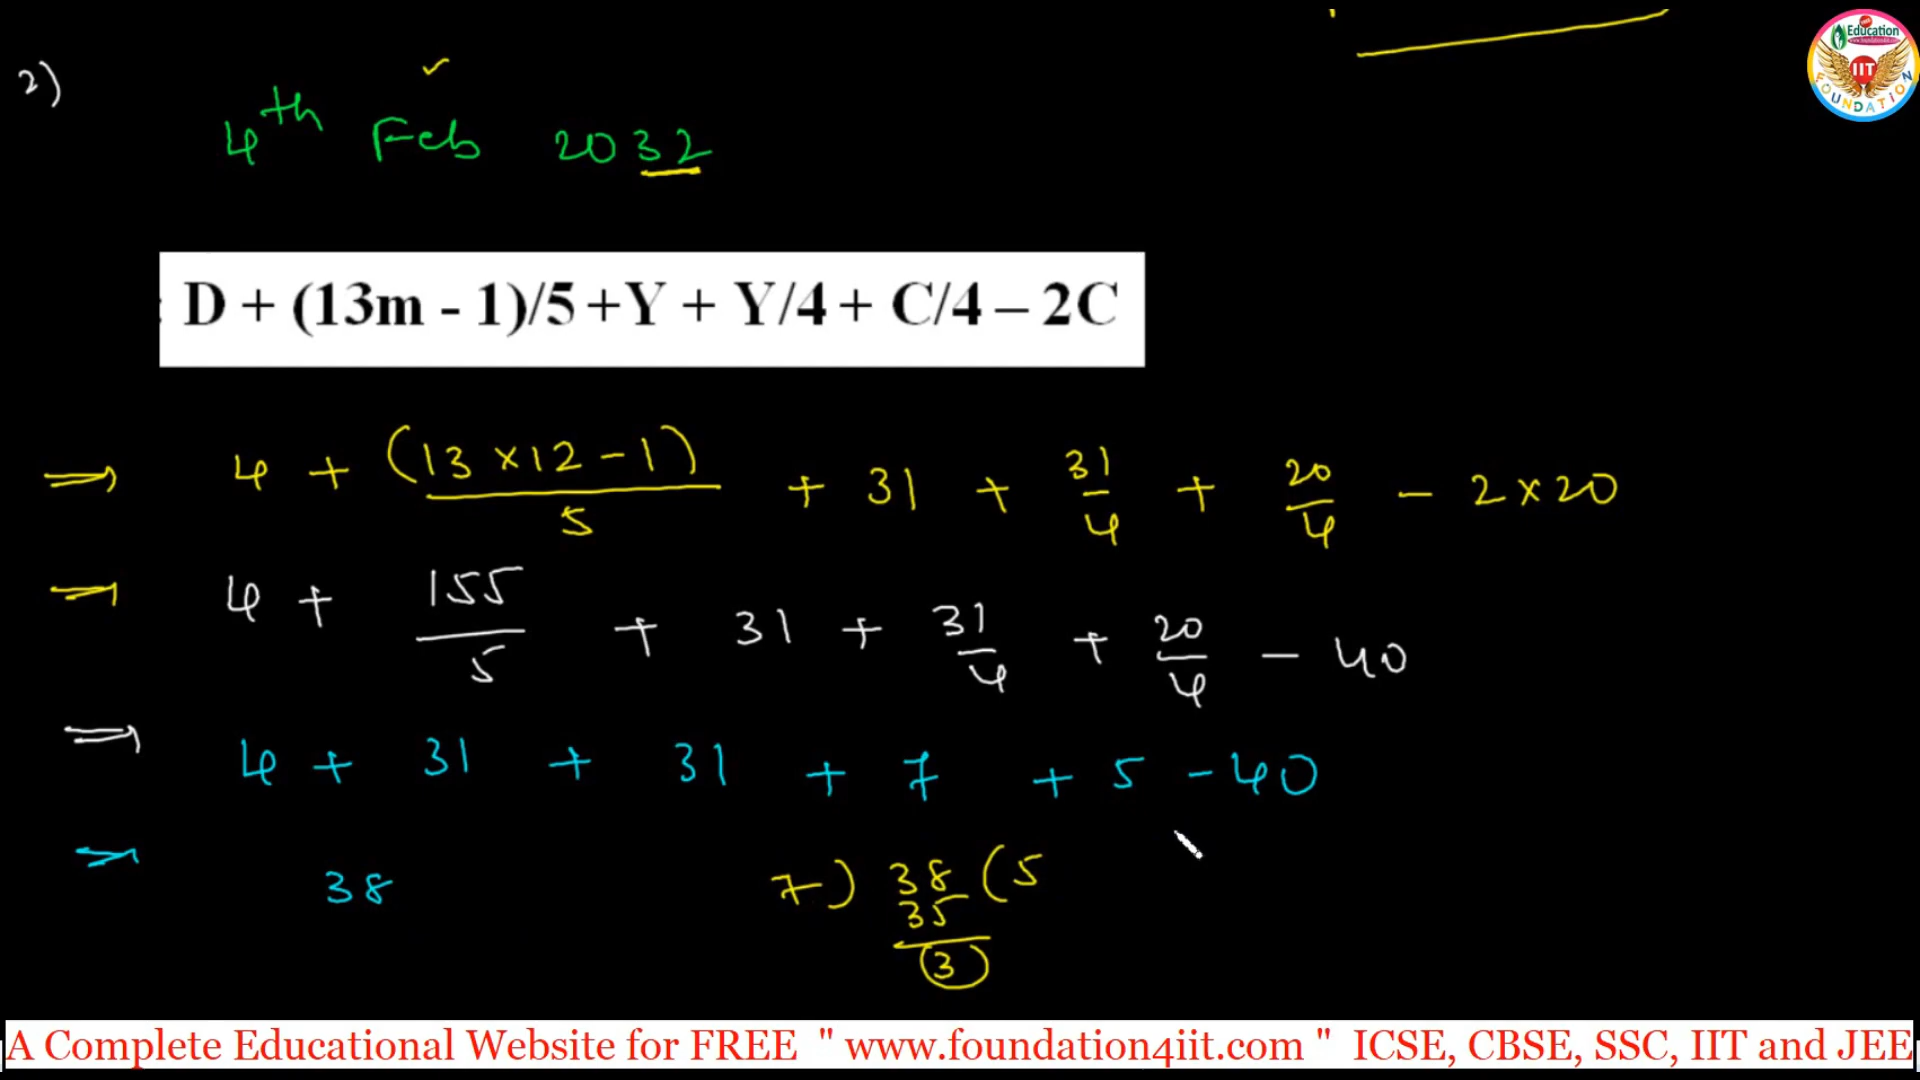 2)
4th Feb 2032
D + (13m - 1)/5 + Y + Y/4 + C/4 – 2C
⇒ 4 + (13 × 12 - 1)/5 + 31 + 31/4 + 20/4 - 2 × 20
⇒ 4 + 155/5 + 31 + 31/4 + 20/4 - 40
⇒ 4 + 31 + 31 + 7 + 5 - 40
⇒ 38
7) 38 (5
35
3
Education
IIT
FOUNDATION
A Complete Educational Website for FREE " www.foundation4iit.com " ICSE, CBSE, SSC, IIT and JEE